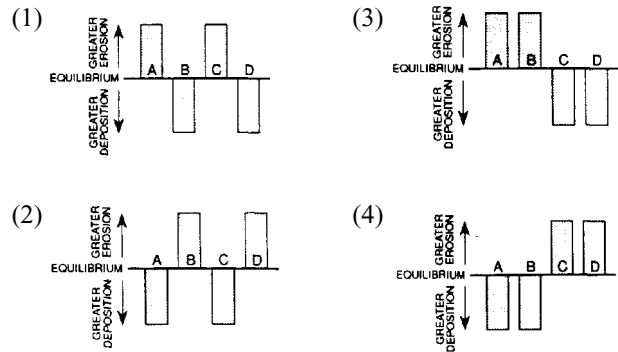 (1)
GREATER EROSION
EQUILIBRIUM
GREATER DEPOSITION
A B C D
(3)
GREATER EROSION
EQUILIBRIUM
GREATER DEPOSITION
A B C D
(2)
GREATER EROSION
EQUILIBRIUM
GREATER DEPOSITION
A B C D
(4)
GREATER EROSION
EQUILIBRIUM
GREATER DEPOSITION
A B C D